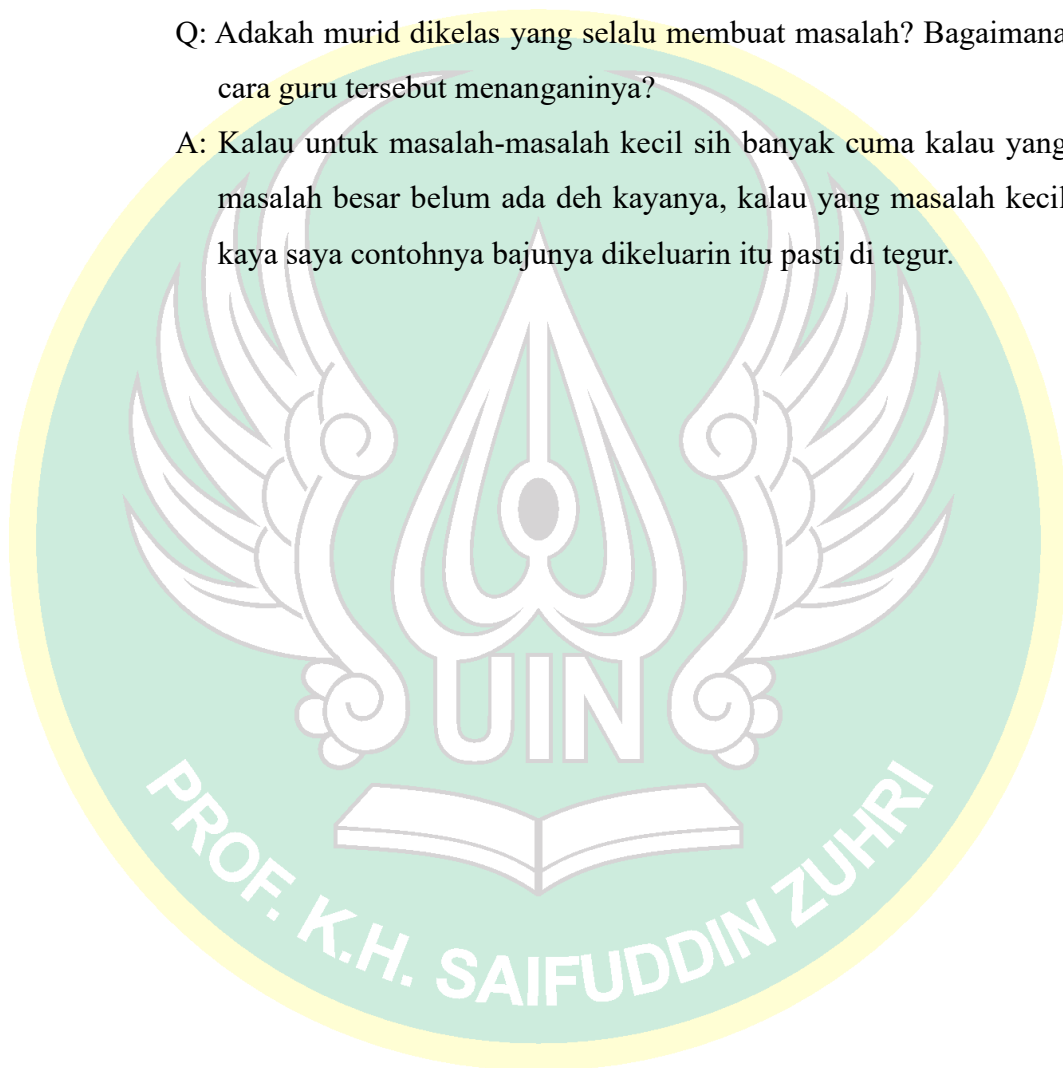 Q: Adakah murid dikelas yang selalu membuat masalah? Bagaimana
cara guru tersebut menanganinya?
A: Kalau untuk masalah-masalah kecil sih banyak cuma kalau yang
masalah besar belum ada deh kayanya, kalau yang masalah kecil
kaya saya contohnya bajunya dikeluarin itu pasti di tegur.
UIN
PROF. K.H. SAIFUDDIN ZUHRI